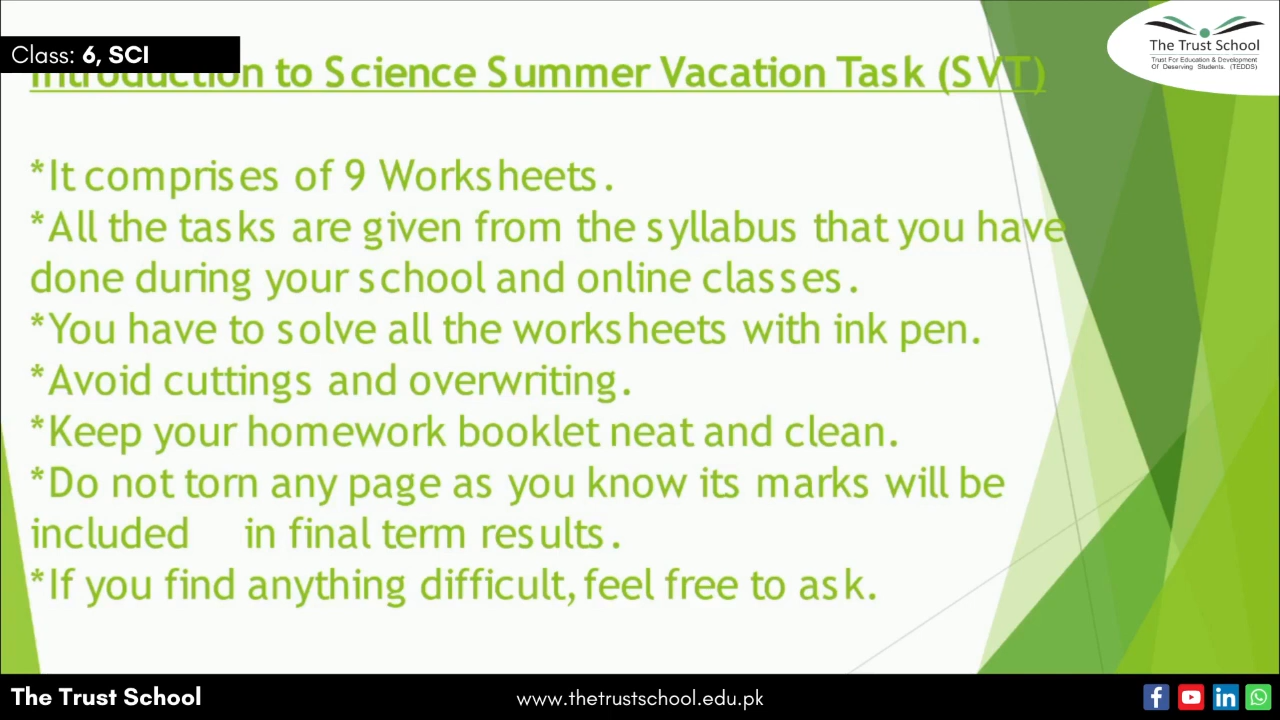 Class: 6, SCI
Introduction to Science Summer Vacation Task (SVT)
The Trust School
Trust For Education & Development
Of Deserving Students. (TEDDS)
*It comprises of 9 Worksheets.
*All the tasks are given from the syllabus that you have
done during your school and online classes.
*You have to solve all the worksheets with ink pen.
*Avoid cuttings and overwriting.
*Keep your homework booklet neat and clean.
*Do not torn any page as you know its marks will be
included in final term results.
*If you find anything difficult, feel free to ask.
The Trust School
www.thetrustschool.edu.pk